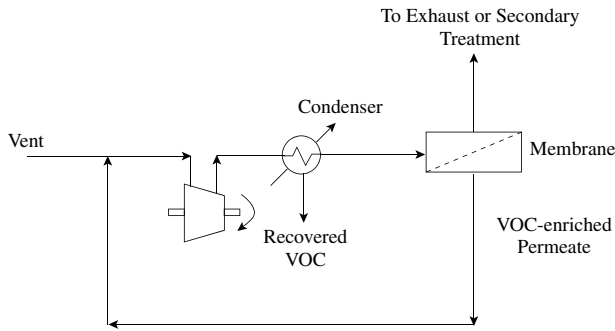 To Exhaust or Secondary
Treatment
Condenser
Vent
Membrane
Recovered
VOC
VOC-enriched
Permeate